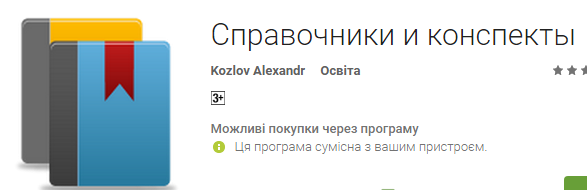 Справочники и конспекты
Kozlov Alexandr Освіта
3+
Можливі покупки через програму
Ця програма сумісна з вашим пристроєм.